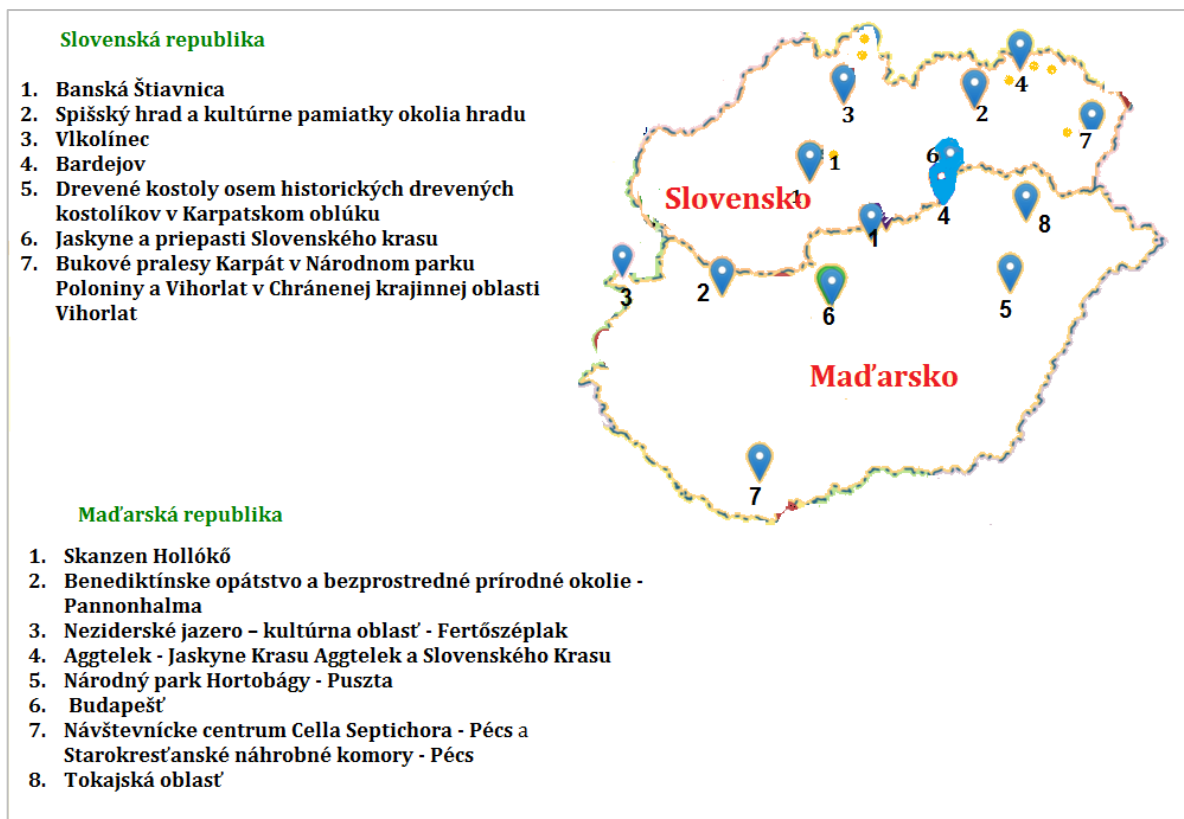 Slovenská republika
1. Banská Štiavnica
2. Spišský hrad a kultúrne pamiatky okolia hradu
3. Vlkolínec
4. Bardejov
5. Drevené kostoly osem historických drevených
kostolíkov v Karpatskom oblúku
6. Jaskyne a priepasti Slovenského krasu
7. Bukové pralesy Karpát v Národnom parku
Poloniny a Vihorlat v Chránenej krajinnej oblasti
Vihorlat
4
2
3
7
6
1
1
Slovensko
4
8
1
3
2
6
5
Maďarsko
7
Maďarská republika
1. Skanzen Hollókő
2. Benediktínske opátstvo a bezprostredné prírodné okolie -
Pannonhalma
3. Neziderské jazero – kultúrna oblasť - Fertőszéplak
4. Aggtelek - Jaskyne Krasu Aggtelek a Slovenského Krasu
5. Národný park Hortobágy - Puszta
6. Budapešť
7. Návštevnícke centrum Cella Septichora - Pécs a
Starokresťanské náhrobné komory - Pécs
8. Tokajská oblasť